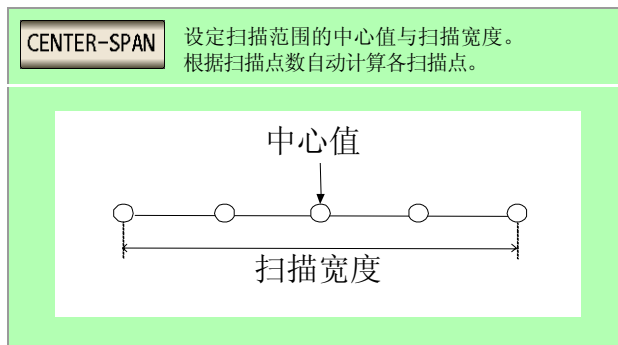 CENTER-SPAN
设定扫描范围的中心值与扫描宽度。
根据扫描点数自动计算各扫描点。
中心值
扫描宽度